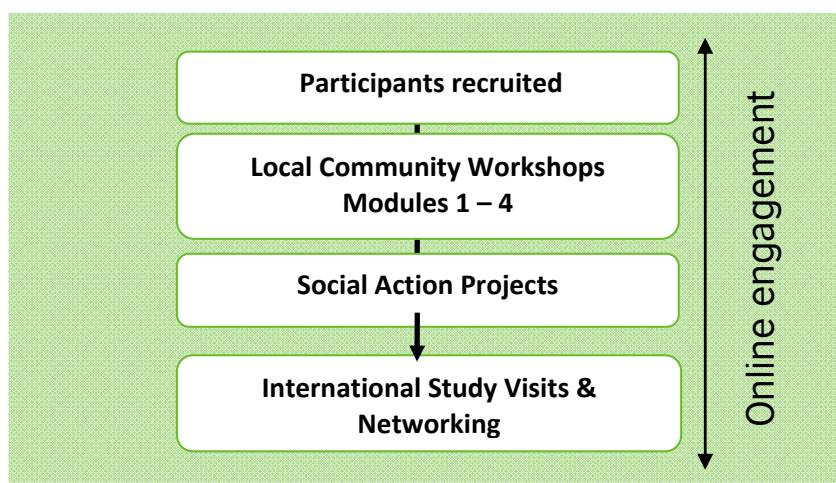 Participants recruited
Local Community Workshops
Modules 1 – 4
Social Action Projects
International Study Visits &
Networking
Online engagement